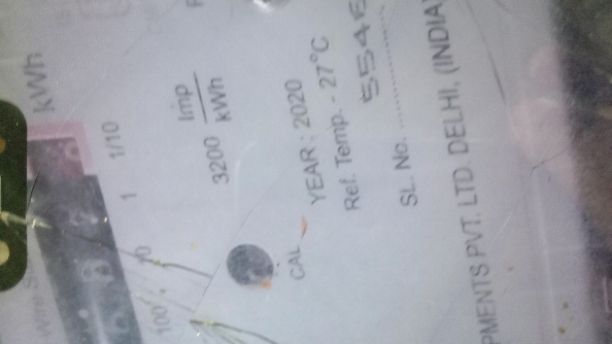 kWh
100 10 1 1/10
3200 Imp
kWh
CAL
YEAR : 2020
Ref. Temp. - 27°C
SL. No.
PMENTS PVT. LTD. DELHI, (INDIA)